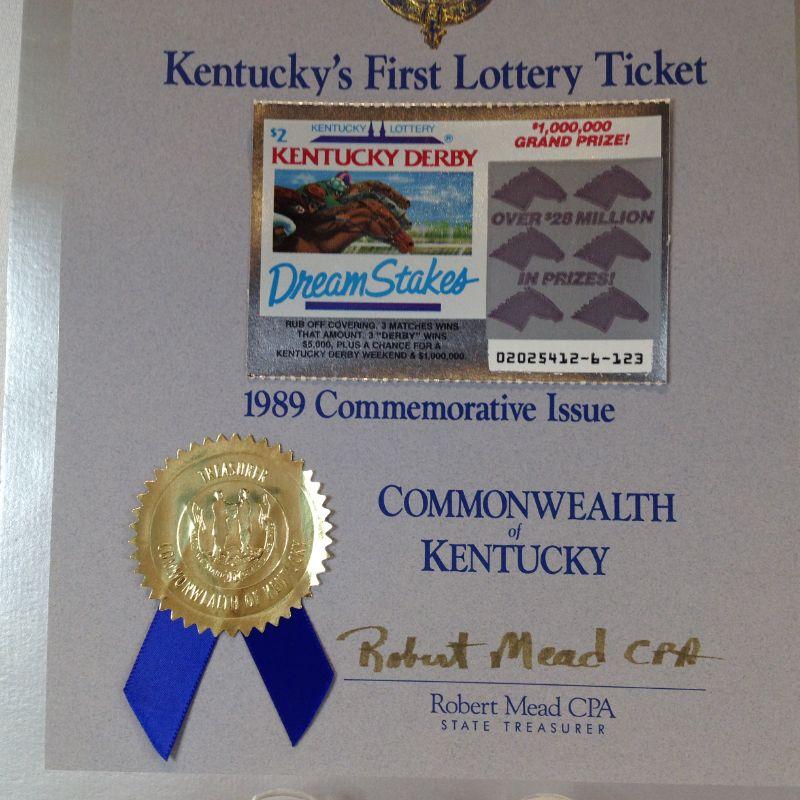 Kentucky's First Lottery Ticket
$2
KENTUCKY LOTTERY ®
KENTUCKY DERBY
3
DreamStakes
RUB OFF COVERING. 3 MATCHES WINS
THAT AMOUNT. 3 "DERBY" WINS
$5,000, PLUS A CHANCE FOR A
KENTUCKY DERBY WEEKEND & $1,000,000.
$1,000,000
GRAND PRIZE!
OVER $28 MILLION
IN PRIZES!
02025412-6-123
1989 Commemorative Issue
TREASURER
COMMONWEALTH OF KENTUCKY
COMMONWEALTH
of
KENTUCKY
Robert Mead CPA
Robert Mead CPA
STATE TREASURER